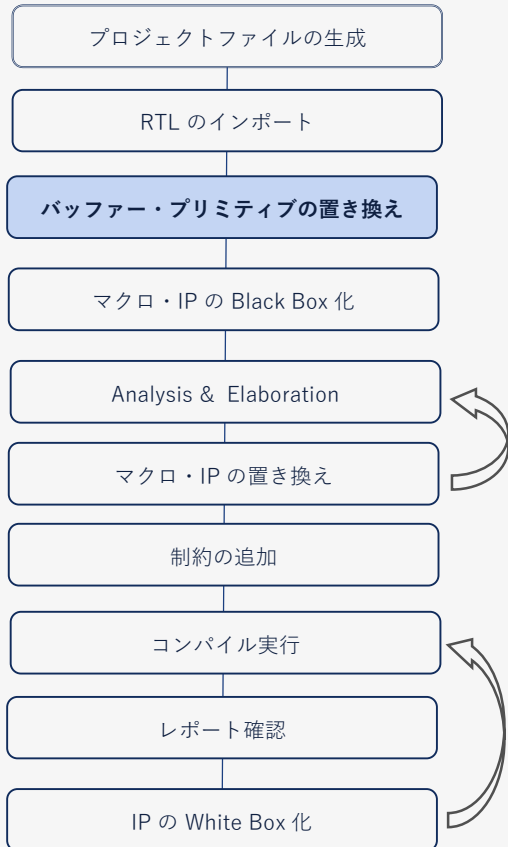 プロジェクトファイルの生成
RTL のインポート
バッファー・プリミティブの置き換え
マクロ・IP の Black Box 化
Analysis & Elaboration
マクロ・IP の置き換え
制約の追加
コンパイル実行
レポート確認
IP の White Box 化